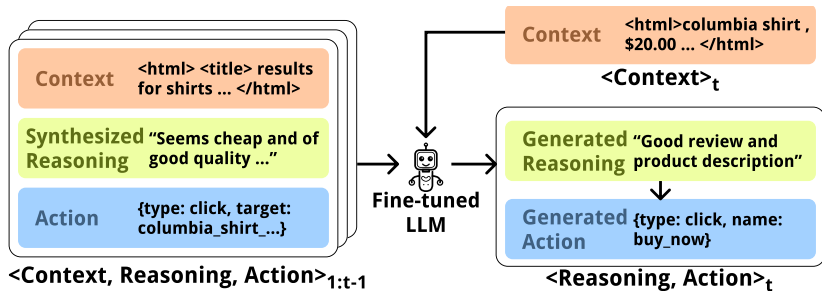 Context
<html> <title> results
for shirts ... </html>
Synthesized
Reasoning
“Seems cheap and of
good quality ...”
Action
{type: click, target:
columbia_shirt_...}
<Context, Reasoning, Action>1:t-1
Fine-tuned
LLM
Context
<html>columbia shirt ,
$20.00 ... </html>
<Context>t
Generated
Reasoning
“Good review and
product description”
Generated
Action
{type: click, name:
buy_now}
<Reasoning, Action>t